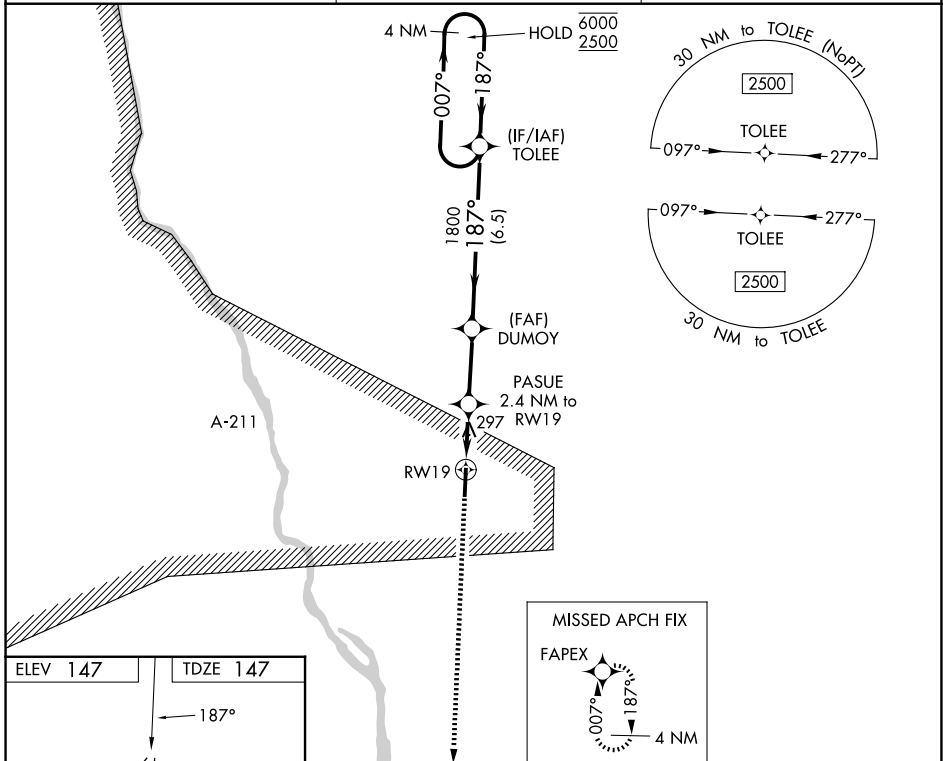 4 NM
HOLD 6000
2500
007°
187°
(IF/IAF)
TOLEE
1800
187°
(6.5)
(FAF)
DUMOY
PASUE
2.4 NM to
RW19
297
A-211
RW19
30 NM to TOLEE (NoPT)
2500
TOLEE
097°
277°
097°
277°
TOLEE
2500
30 NM to TOLEE
MISSED APCH FIX
FAPEX
007°
187°
4 NM
ELEV 147
TDZE 147
187°